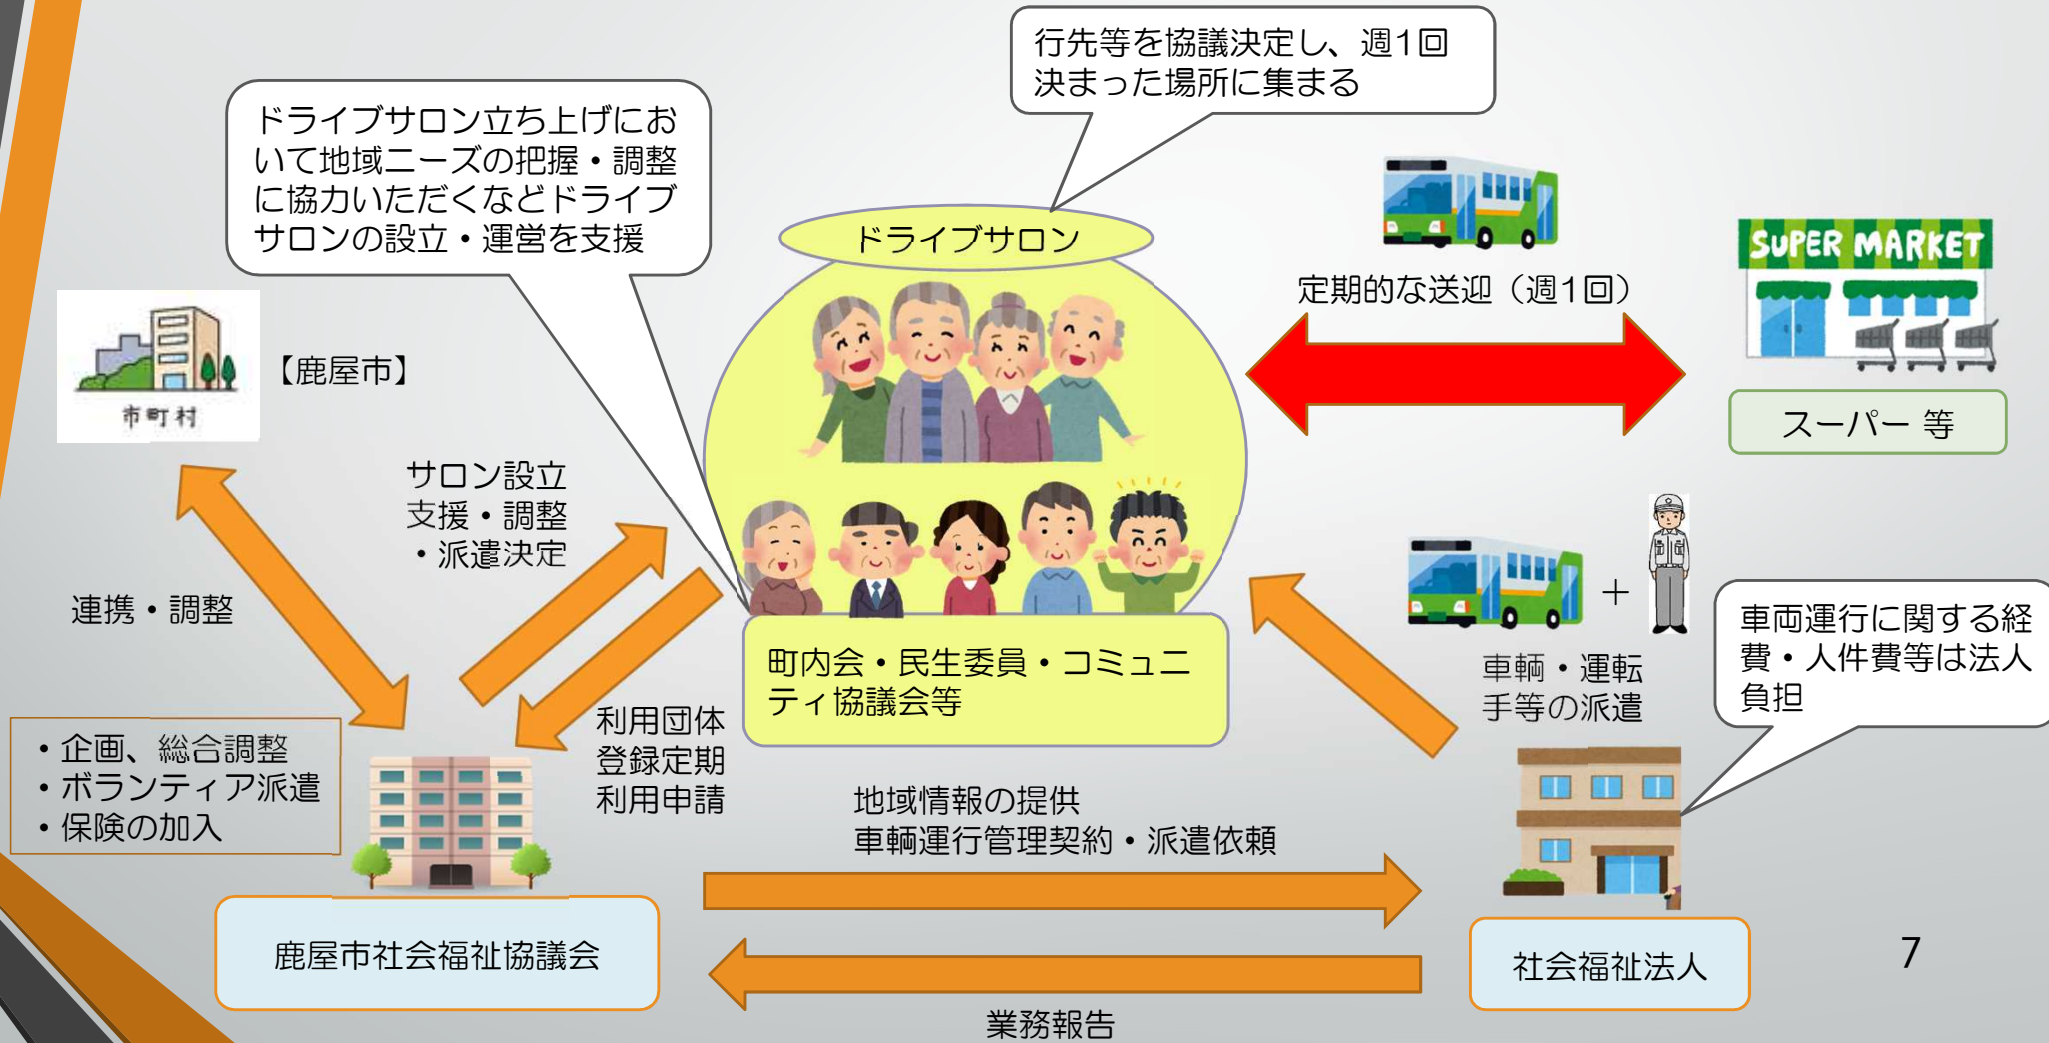 行先等を協議決定し、週1回
決まった場所に集まる
ドライブサロン立ち上げにお
いて地域ニーズの把握・調整
に協力いただくなどドライブ
サロンの設立・運営を支援
ドライブサロン
定期的な送迎（週1回）
SUPER MARKET
スーパー 等
市町村
【鹿屋市】
サロン設立
支援・調整
・派遣決定
連携・調整
町内会・民生委員・コミュニ
ティ協議会等
＋
車輌・運転
手等の派遣
車両運行に関する経
費・人件費等は法人
負担
・企画、総合調整
・ボランティア派遣
・保険の加入
利用団体
登録定期
利用申請
地域情報の提供
車輌運行管理契約・派遣依頼
鹿屋市社会福祉協議会
社会福祉法人
業務報告
7